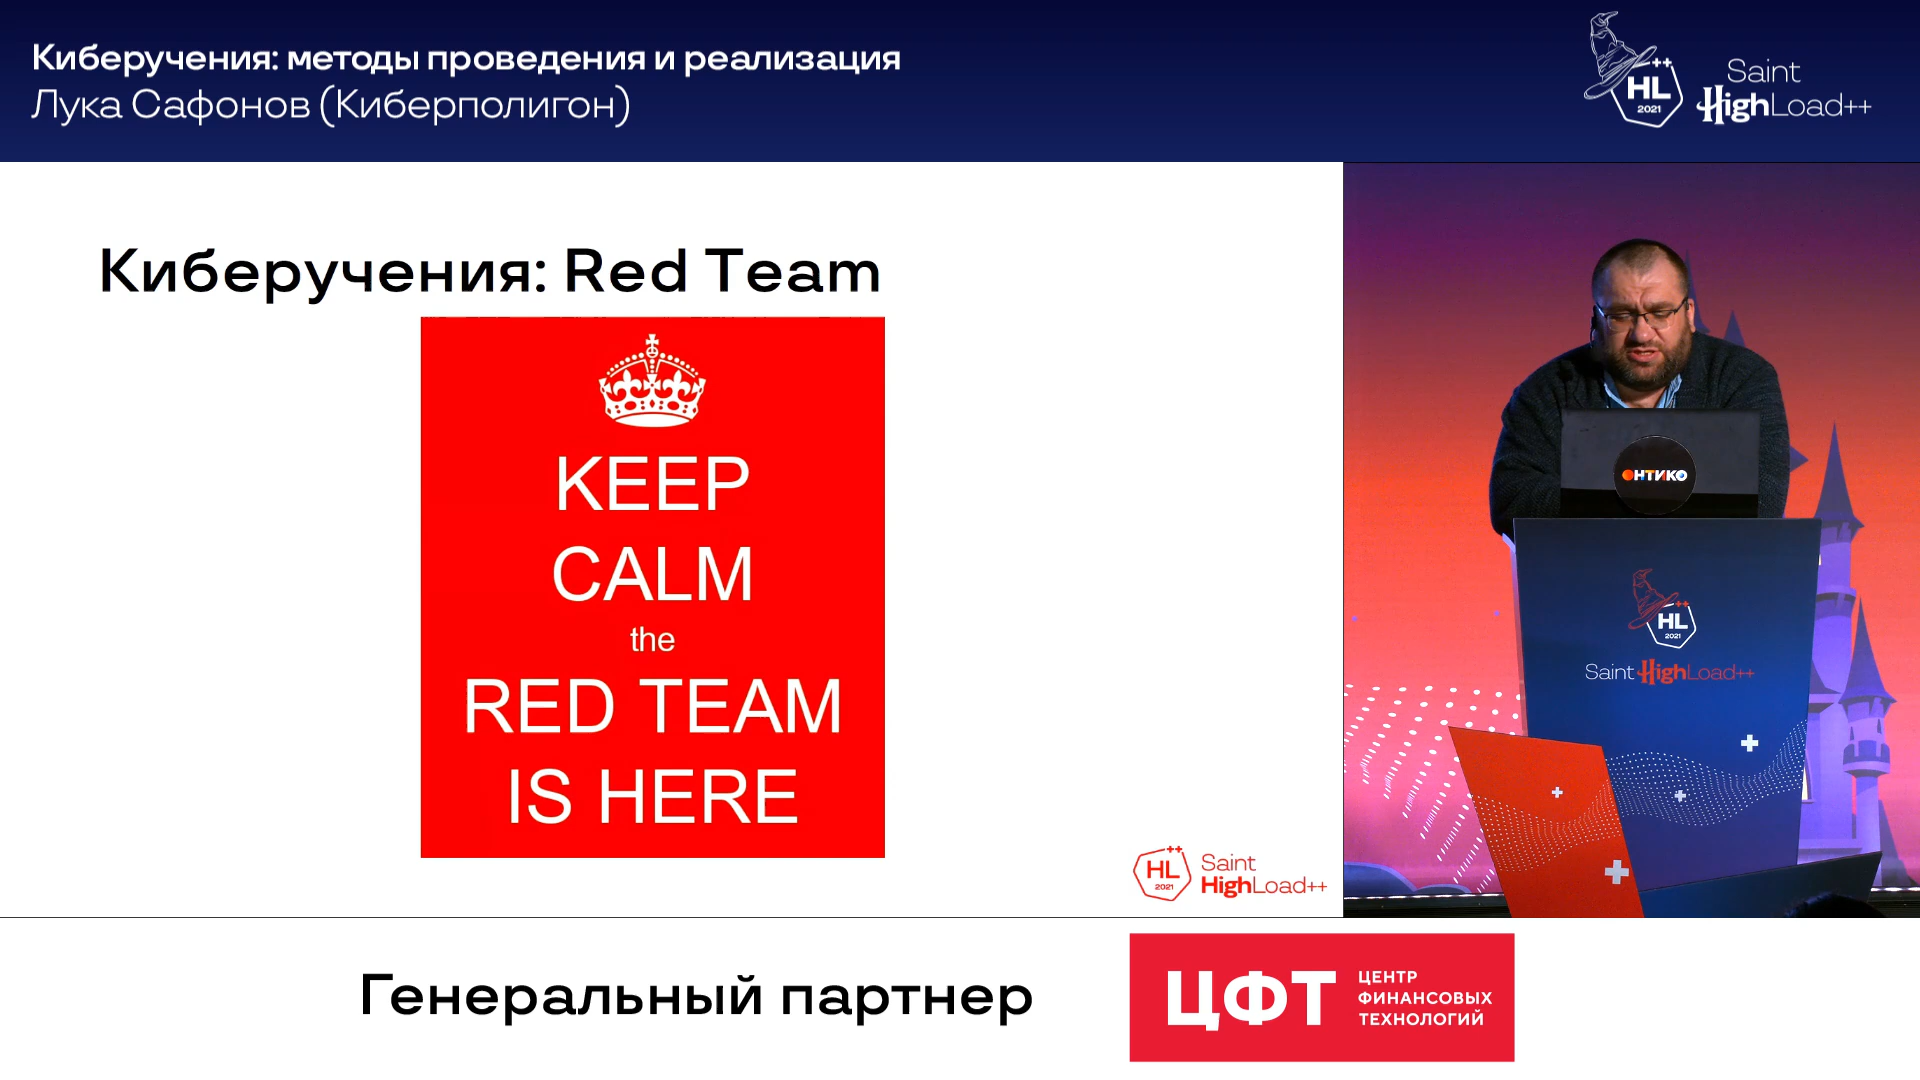 Киберучения: методы проведения и реализация
Лука Сафонов (Киберполигон)
HL++
2021
Saint
HighLoad++
Киберучения: Red Team
KEEP
CALM
the
RED TEAM
IS HERE
HL++
2021
Saint
HighLoad++
ОНТИКО
HL++
2021
Saint HighLoad++
Генеральный партнер
ЦФТ
ЦЕНТР
ФИНАНСОВЫХ
ТЕХНОЛОГИЙ